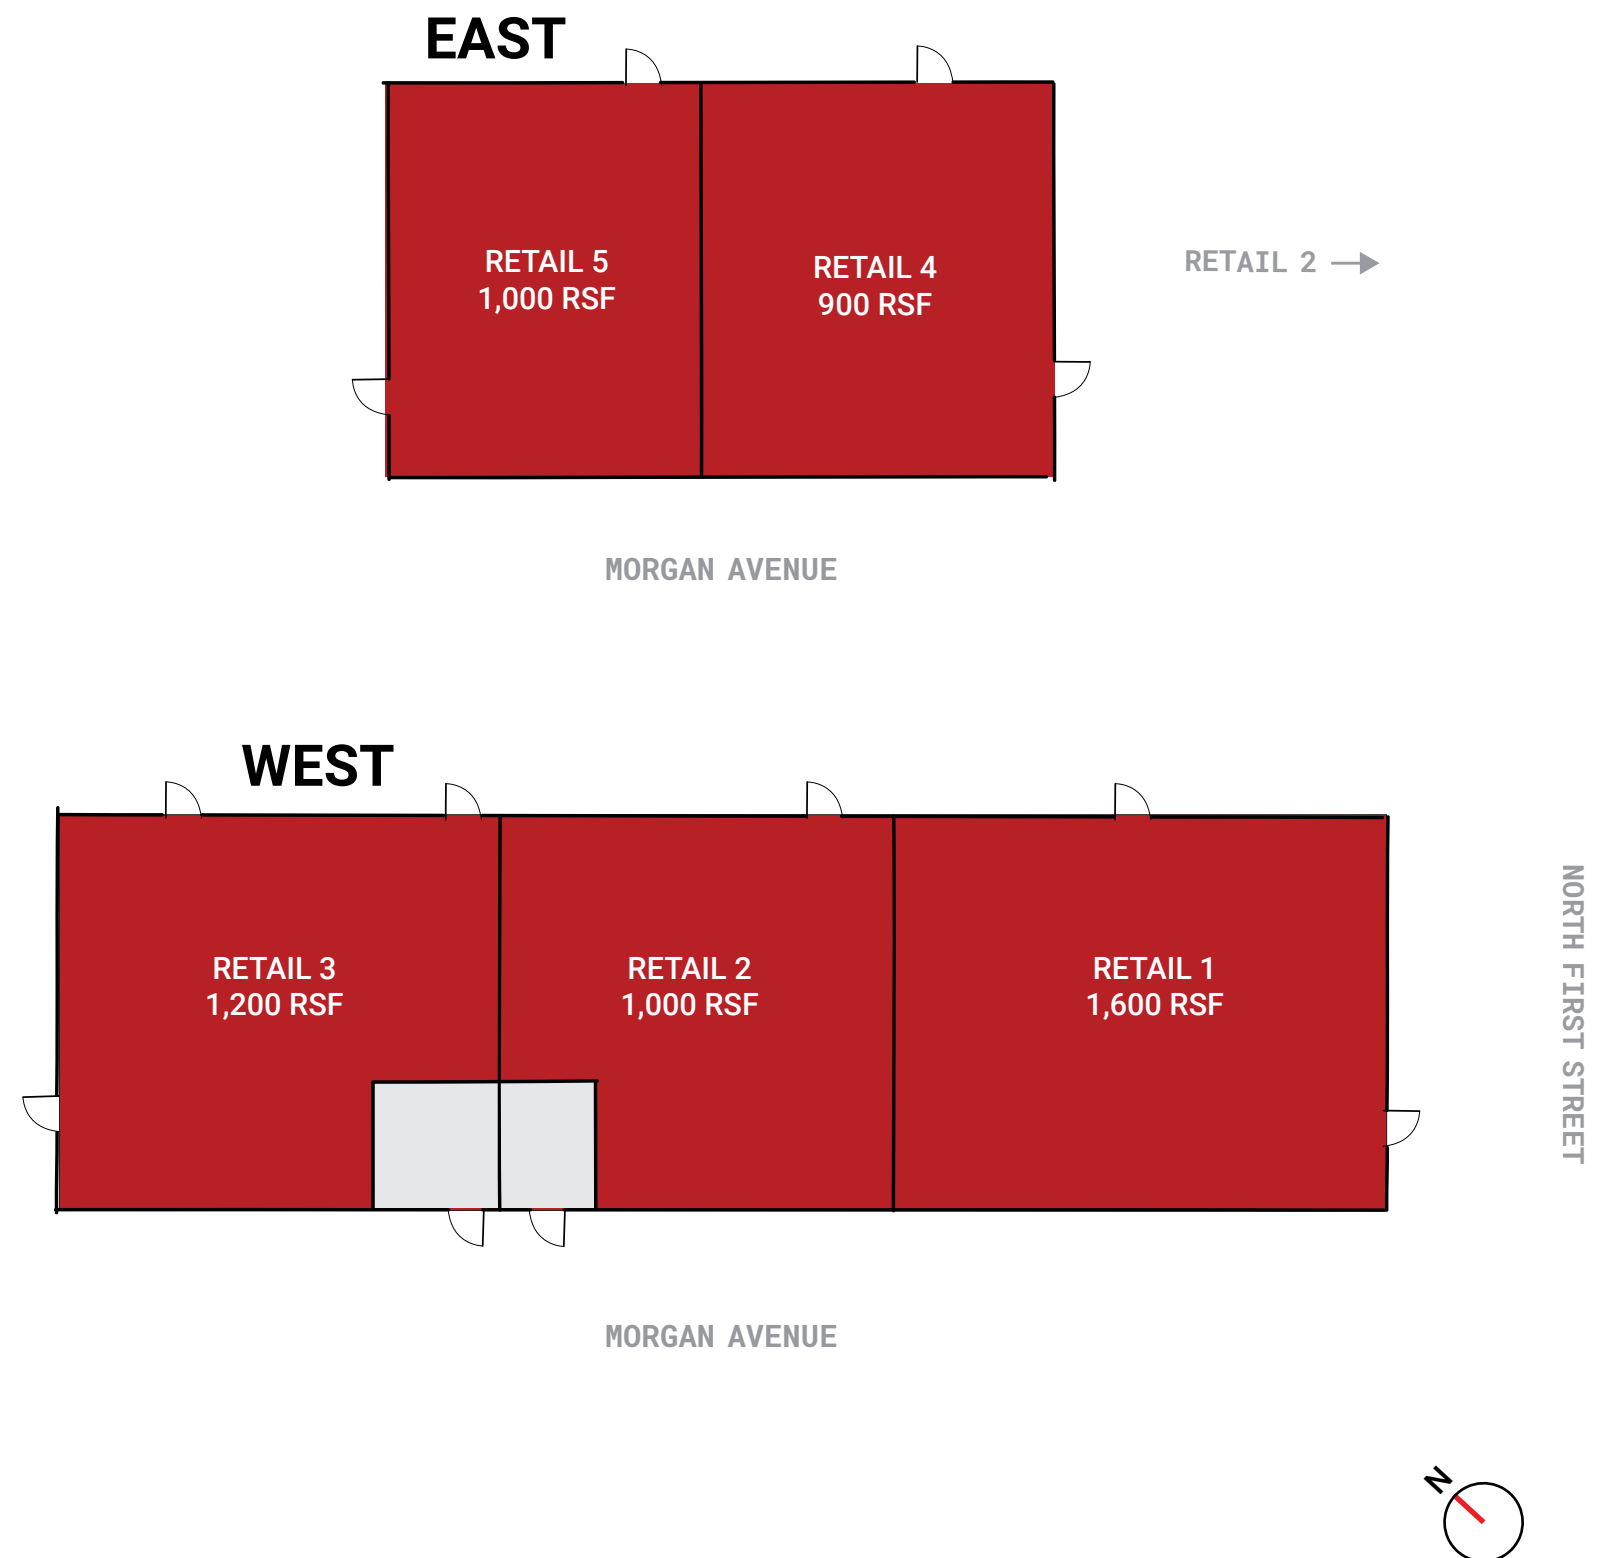 EAST
RETAIL 5
1,000 RSF
RETAIL 4
900 RSF
RETAIL 2
MORGAN AVENUE
WEST
RETAIL 3
1,200 RSF
RETAIL 2
1,000 RSF
RETAIL 1
1,600 RSF
NORTH FIRST STREET
MORGAN AVENUE
N